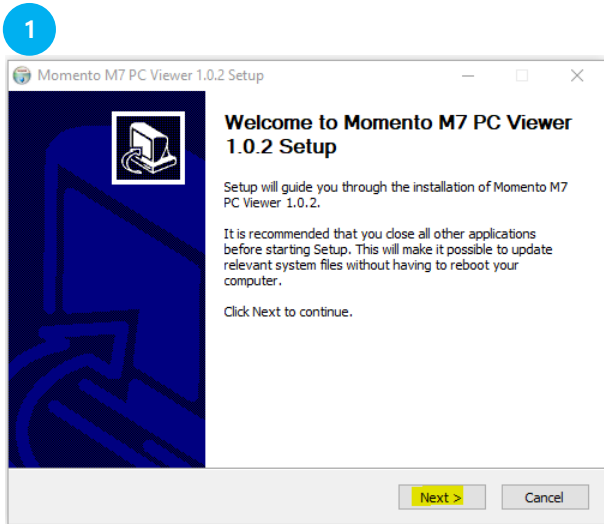 1
Momento M7 PC Viewer 1.0.2 Setup
Welcome to Momento M7 PC Viewer
1.0.2 Setup
Setup will guide you through the installation of Momento M7
PC Viewer 1.0.2.
It is recommended that you close all other applications
before starting Setup. This will make it possible to update
relevant system files without having to reboot your
computer.
Click Next to continue.
Next >
Cancel